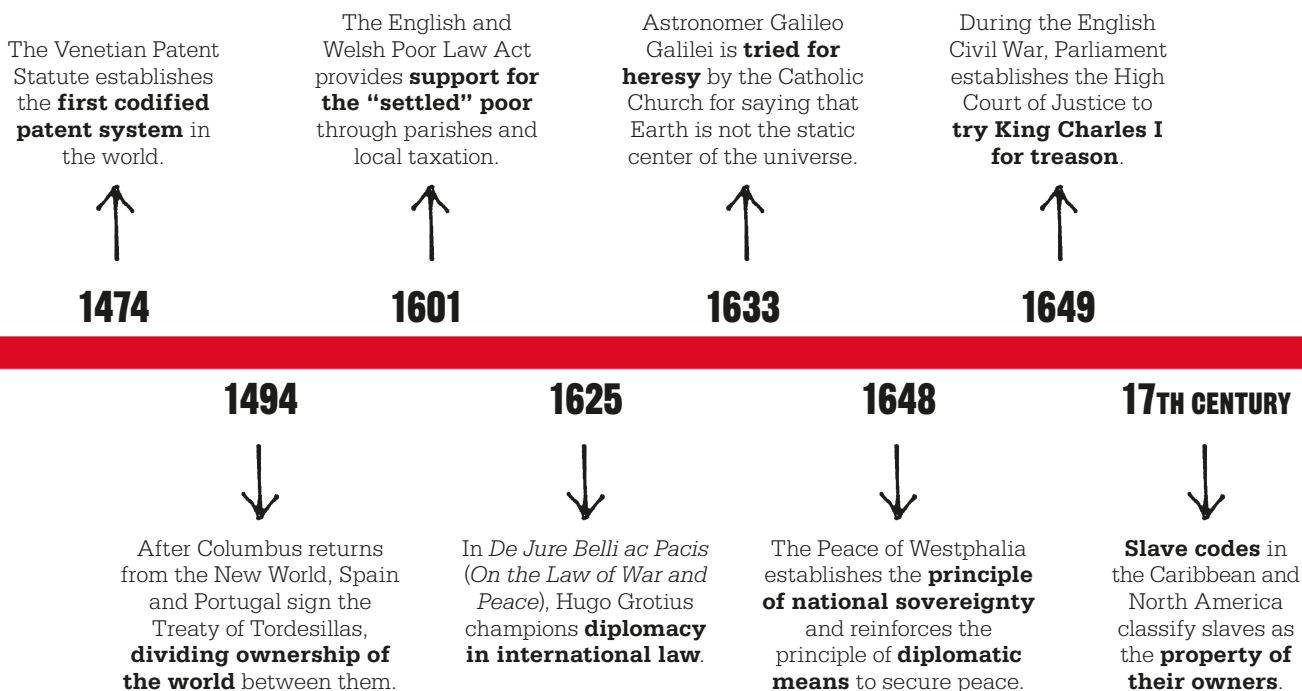 The Venetian Patent
Statute establishes
the first codified
patent system in
the world.
1474
The English and
Welsh Poor Law Act
provides support for
the “settled” poor
through parishes and
local taxation.
1601
Astronomer Galileo
Galilei is tried for
heresy by the Catholic
Church for saying that
Earth is not the static
center of the universe.
1633
During the English
Civil War, Parliament
establishes the High
Court of Justice to
try King Charles I
for treason.
1649
1494
After Columbus returns
from the New World, Spain
and Portugal sign the
Treaty of Tordesillas,
dividing ownership of
the world between them.
1625
In De Jure Belli ac Pacis
(On the Law of War and
Peace), Hugo Grotius
champions diplomacy
in international law.
1648
The Peace of Westphalia
establishes the principle
of national sovereignty
and reinforces the
principle of diplomatic
means to secure peace.
17TH CENTURY
Slave codes in
the Caribbean and
North America
classify slaves as
the property of
their owners.